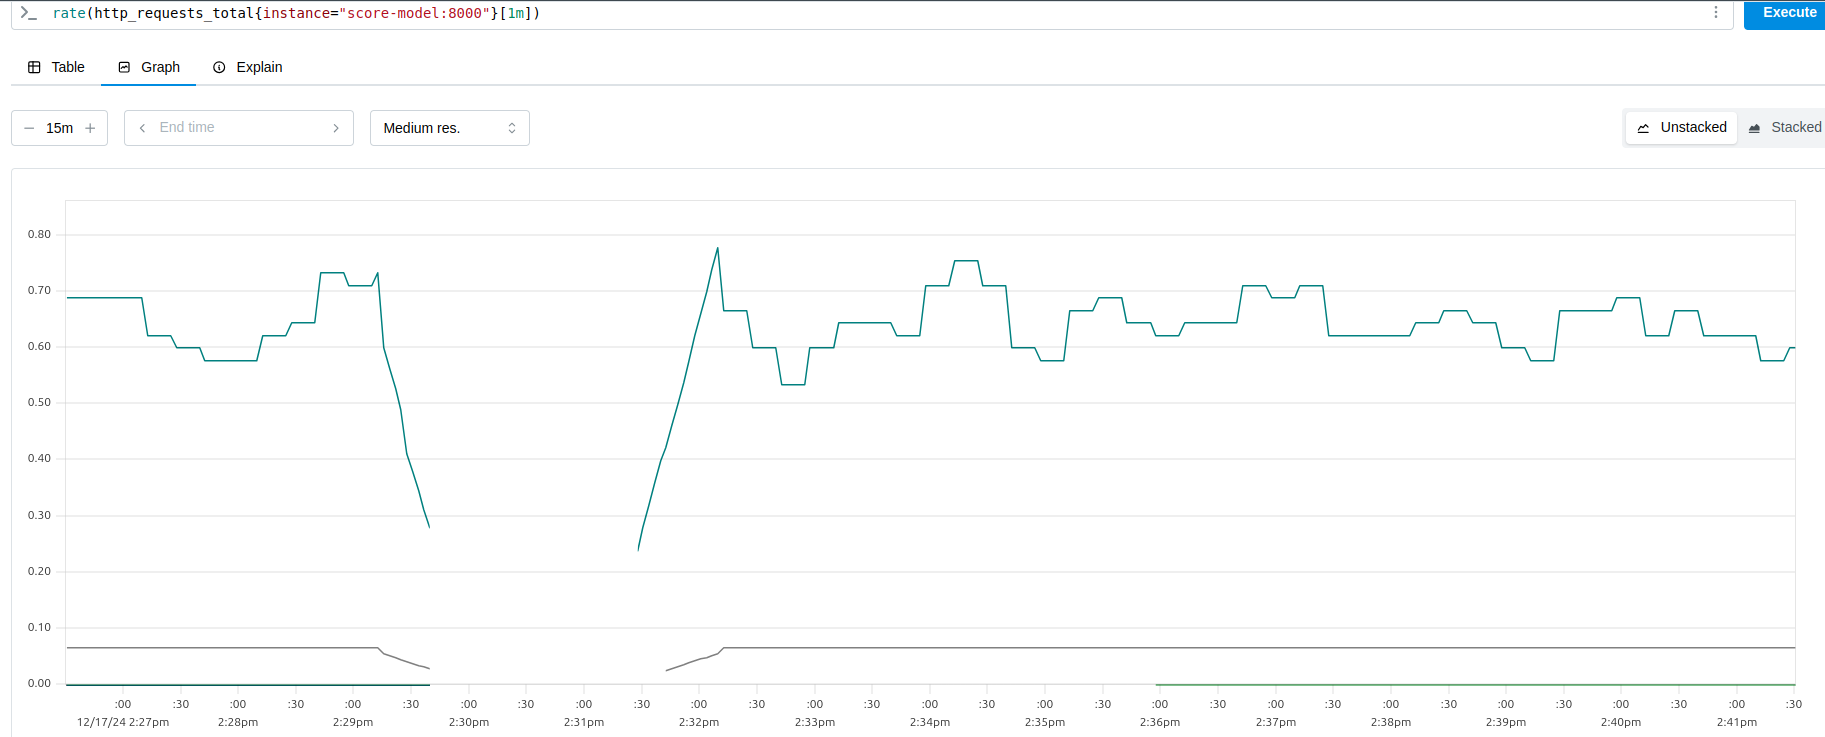 rate(http_requests_total{instance="score-model:8000"}[1m])
Execute
Table Graph Explain
15m End time Medium res. Unstacked Stacked
0.80
0.70
0.60
0.50
0.40
0.30
0.20
0.10
0.00
:00 :30 :00 :30 :00 :30 :00 :30 :00 :30 :00 :30 :00 :30 :00 :30 :00 :30 :00 :30 :00 :30 :00 :30 :00 :30 :00 :30 :00 :30
12/17/24 2:27pm 2:28pm 2:29pm 2:30pm 2:31pm 2:32pm 2:33pm 2:34pm 2:35pm 2:36pm 2:37pm 2:38pm 2:39pm 2:40pm 2:41pm